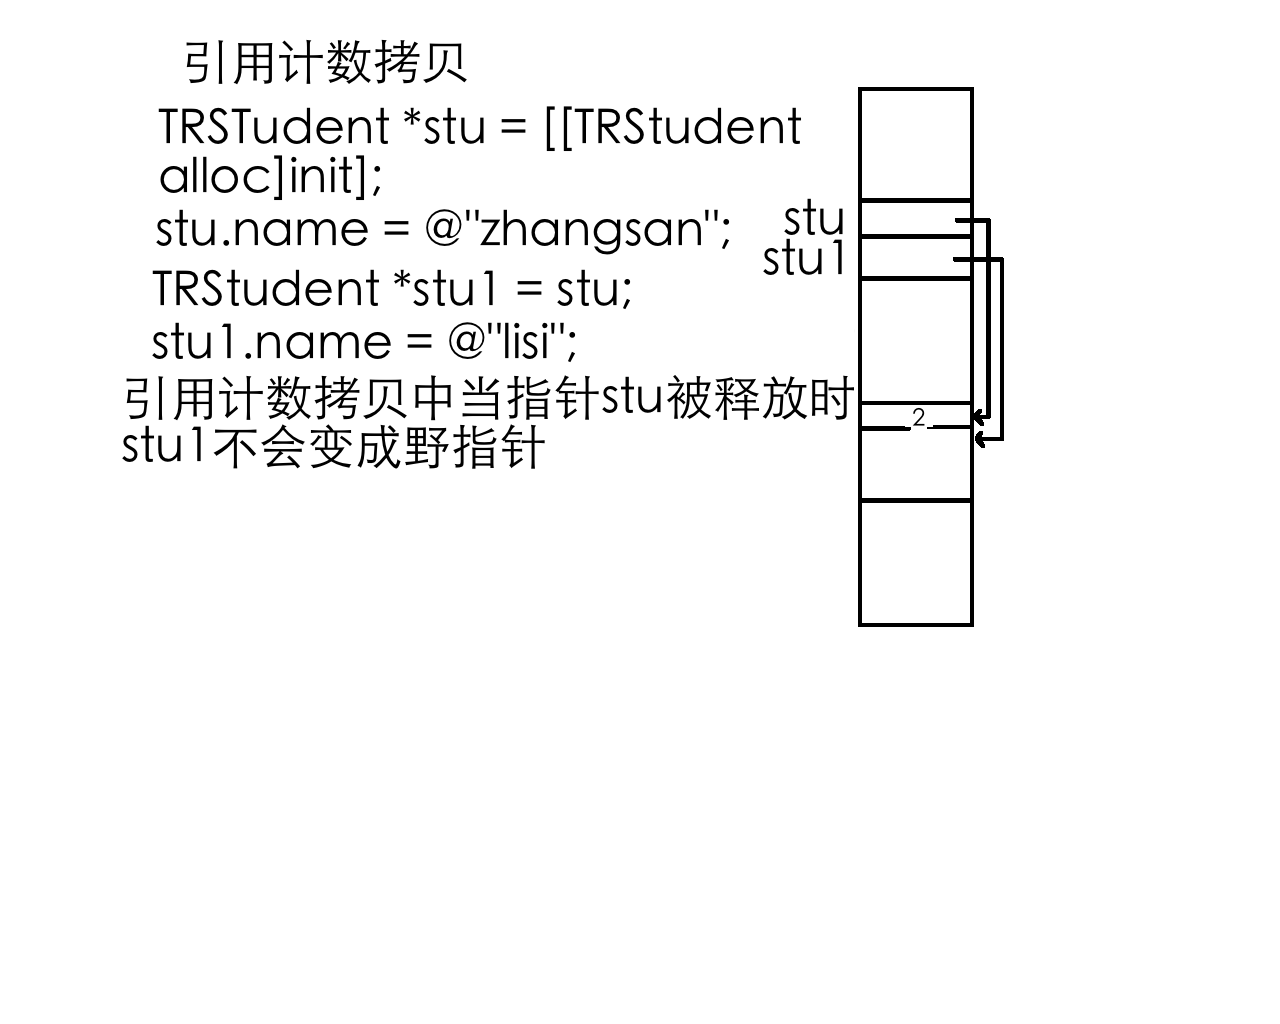 引用计数拷贝
TRSTudent *stu = [[TRStudent
alloc]init];
stu.name = @"zhangsan";
TRStudent *stu1 = stu;
stu1.name = @"lisi";
引用计数拷贝中当指针stu被释放时
stu1不会变成野指针
stu
stu1
2